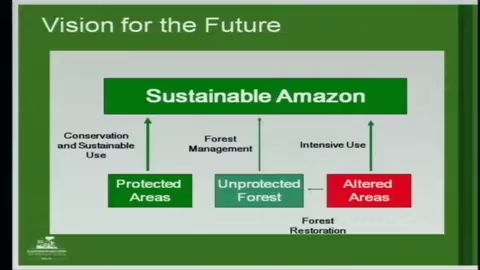 Vision for the Future
Sustainable Amazon
Conservation
and Sustainable
Use
Forest
Management
Intensive Use
Protected
Areas
Unprotected
Forest
Altered
Areas
Forest
Restoration